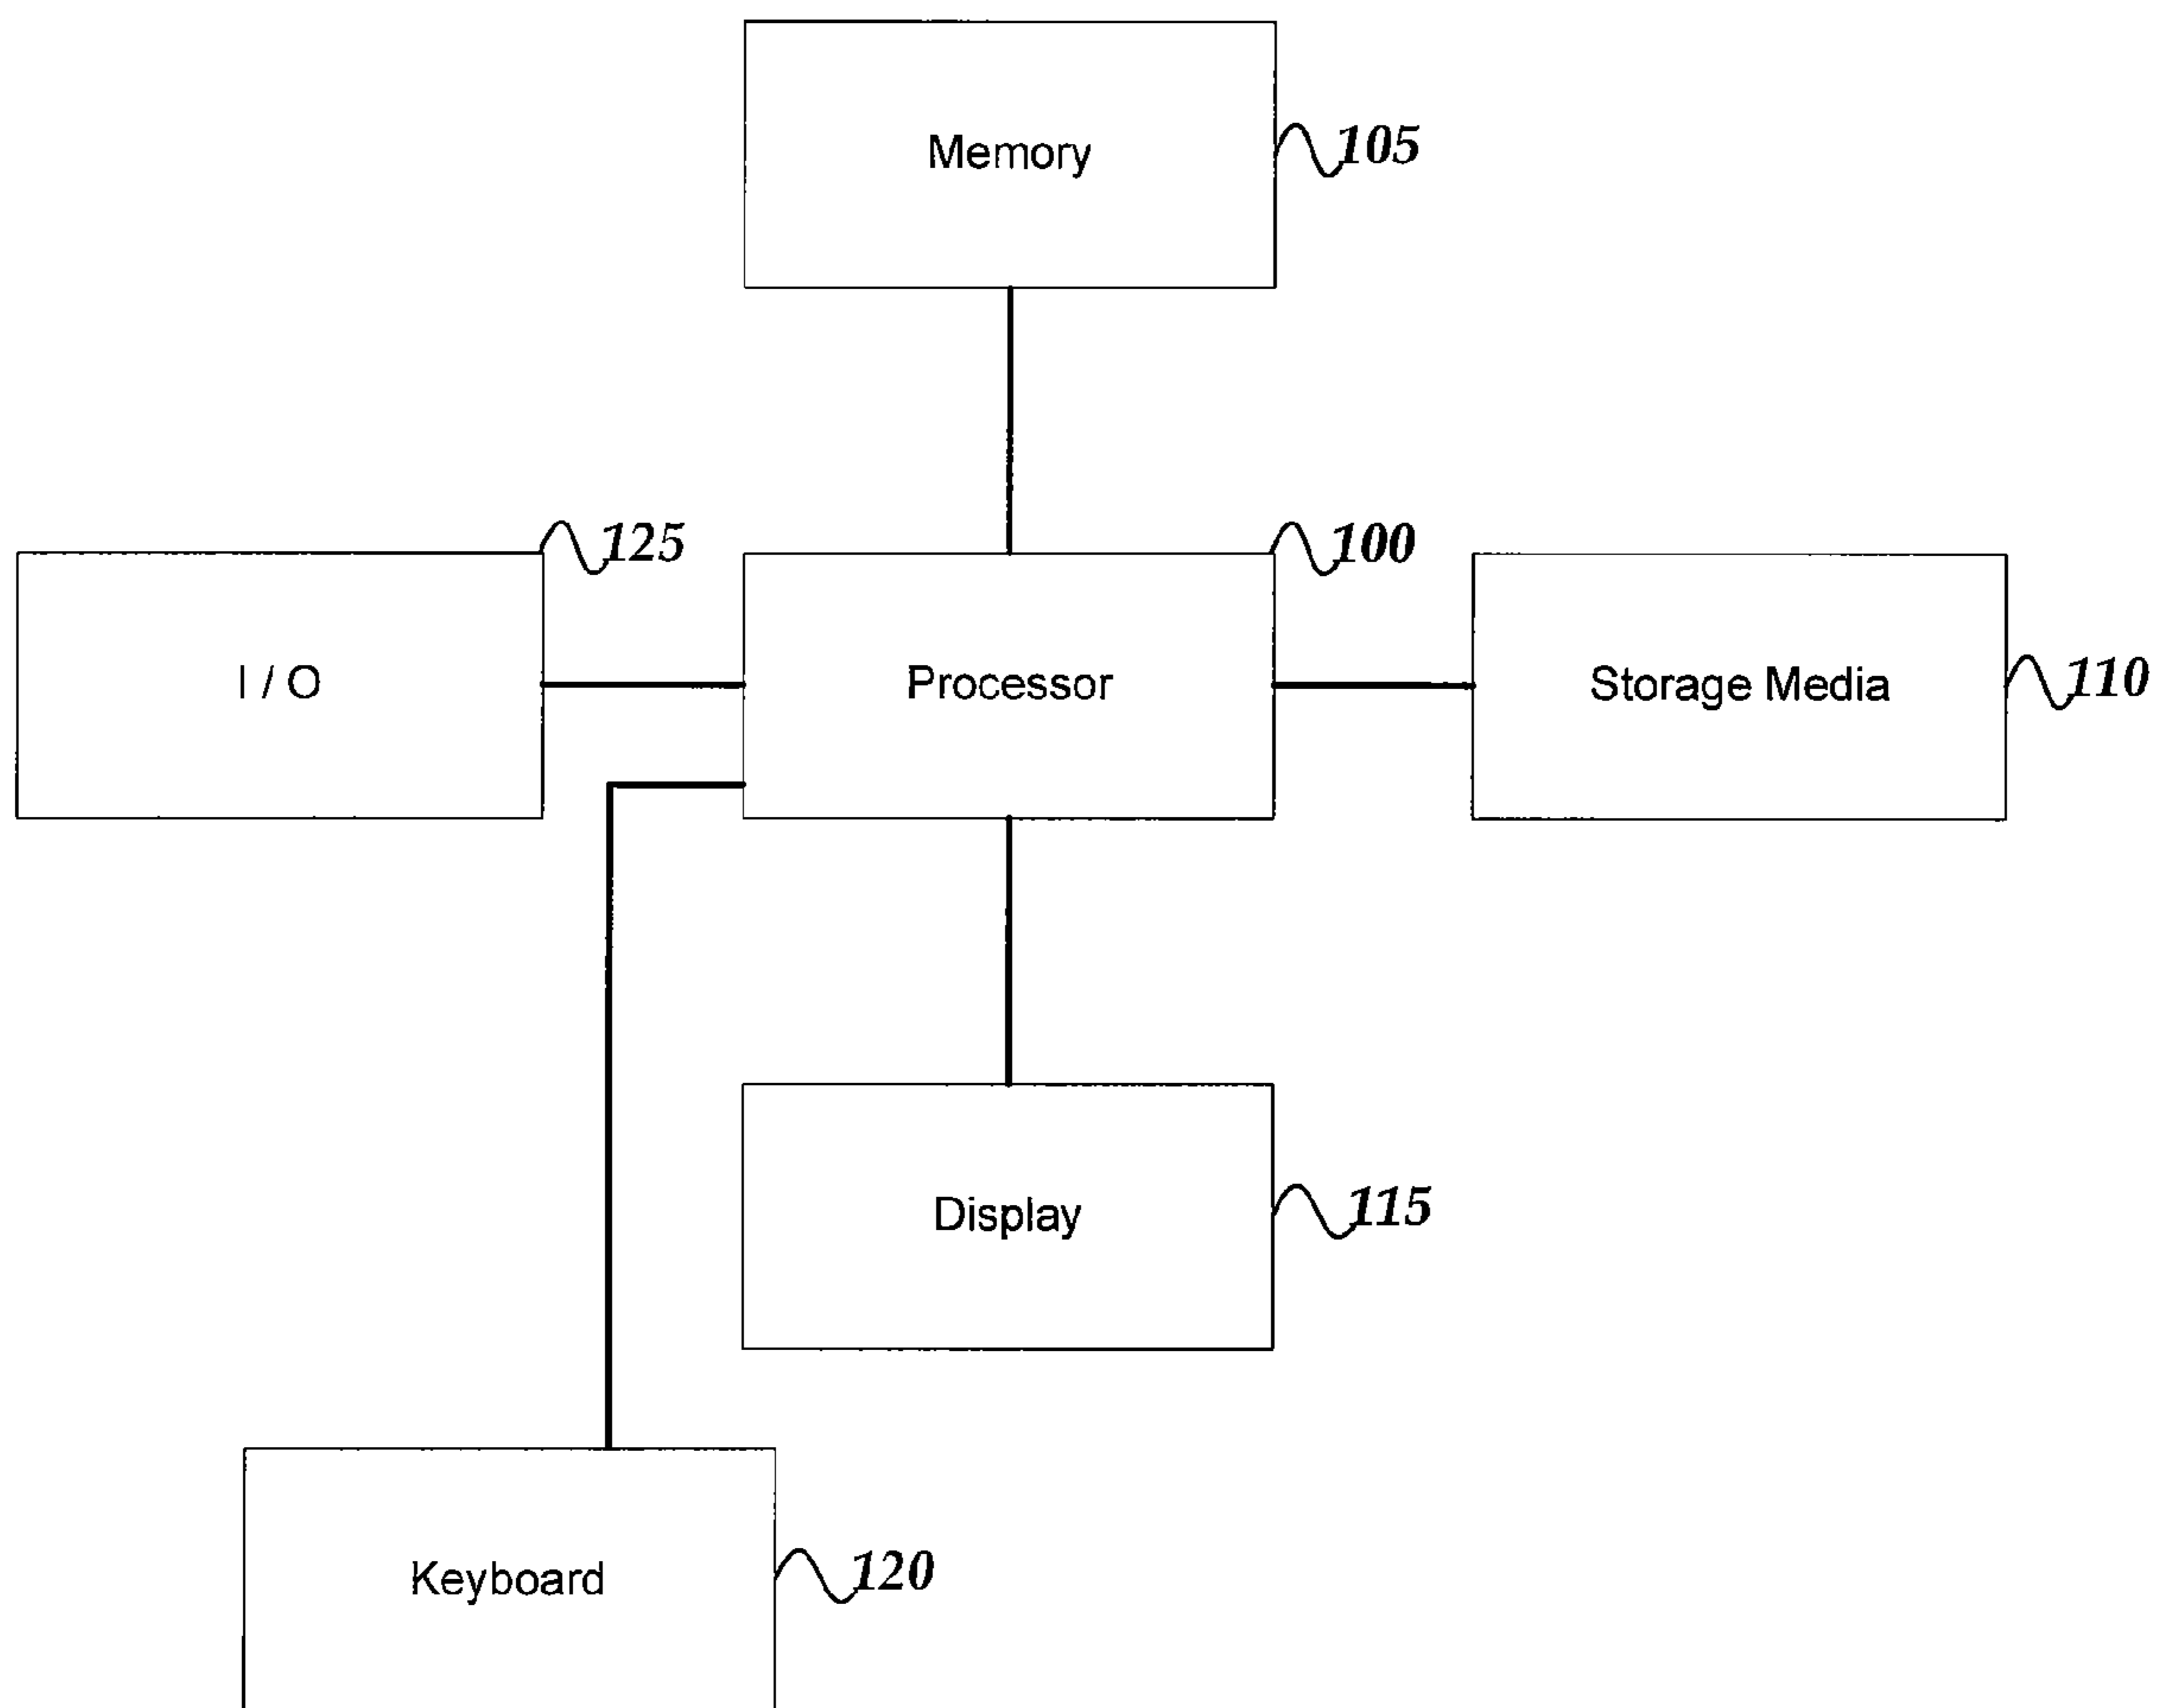 Memory
105
125
100
I / O
Processor
Storage Media
110
Display
115
Keyboard
120